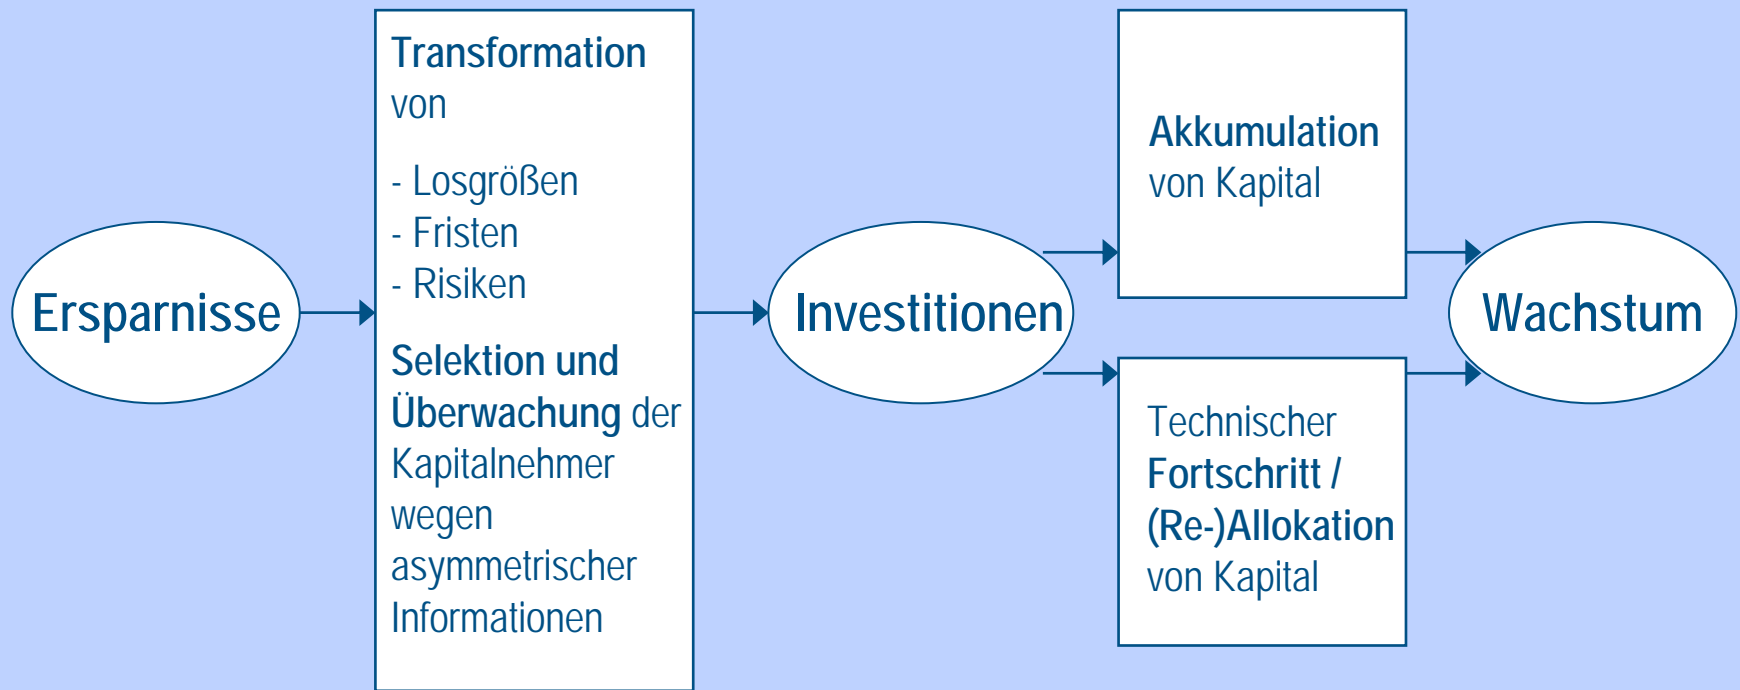 Ersparnisse
Transformation
von
- Losgrößen
- Fristen
- Risiken
Selektion und
Überwachung der
Kapitalnehmer
wegen
asymmetrischer
Informationen
Investitionen
Akkumulation
von Kapital
Technischer
Fortschritt /
(Re-)Allokation
von Kapital
Wachstum